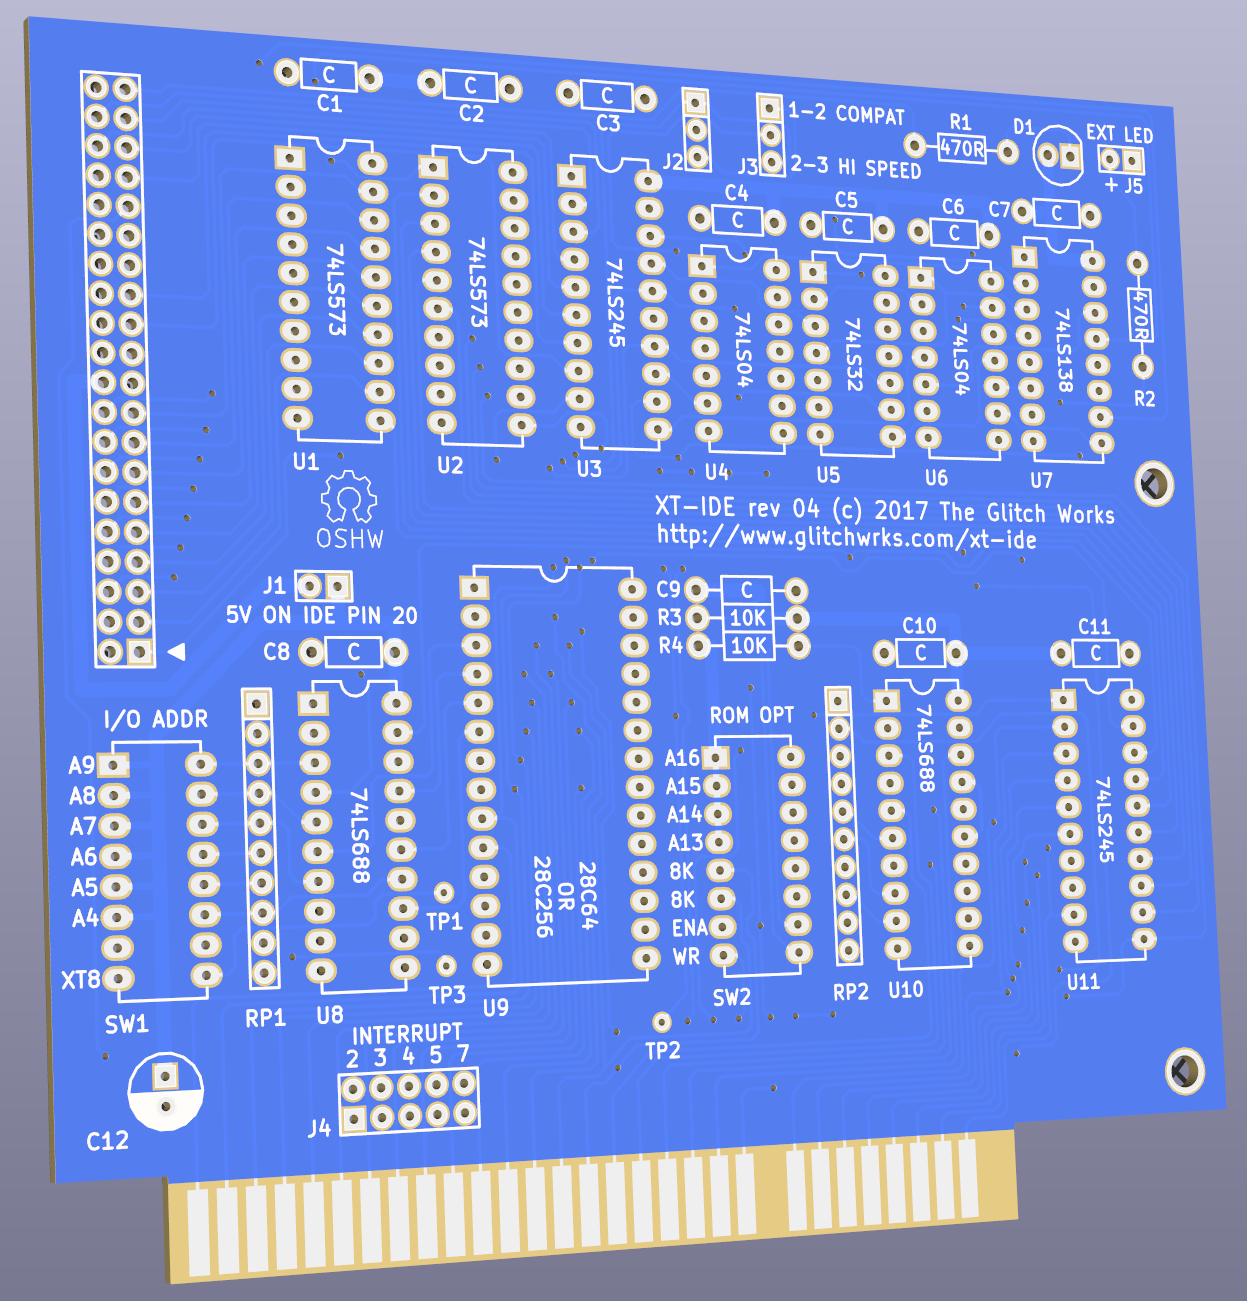 C
C
C
C1
C2
C3
J2
J3
1-2 COMPAT
2-3 HI SPEED
R1
470R
D1
EXT LED
+ J5
C4
C
C5
C
C6
C
C7
C
74LS573
74LS573
74LS245
74LS04
74LS32
74LS04
74LS138
470R
R2
U1
U2
U3
U4
U5
U6
U7
OSHW
XT-IDE rev 04 (c) 2017 The Glitch Works
http://www.glitchwrks.com/xt-ide
J1
5V ON IDE PIN 20
C8
C
C9
C
R3
10K
R4
10K
C10
C
C11
C
I/O ADDR
A9
A8
A7
A6
A5
A4
XT8
SW1
RP1
74LS688
U8
TP1
TP3
28C64
OR
28C256
U9
ROM OPT
A16
A15
A14
A13
8K
8K
ENA
WR
SW2
RP2
74LS688
U10
74LS245
U11
TP2
INTERRUPT
2 3 4 5 7
J4
C12